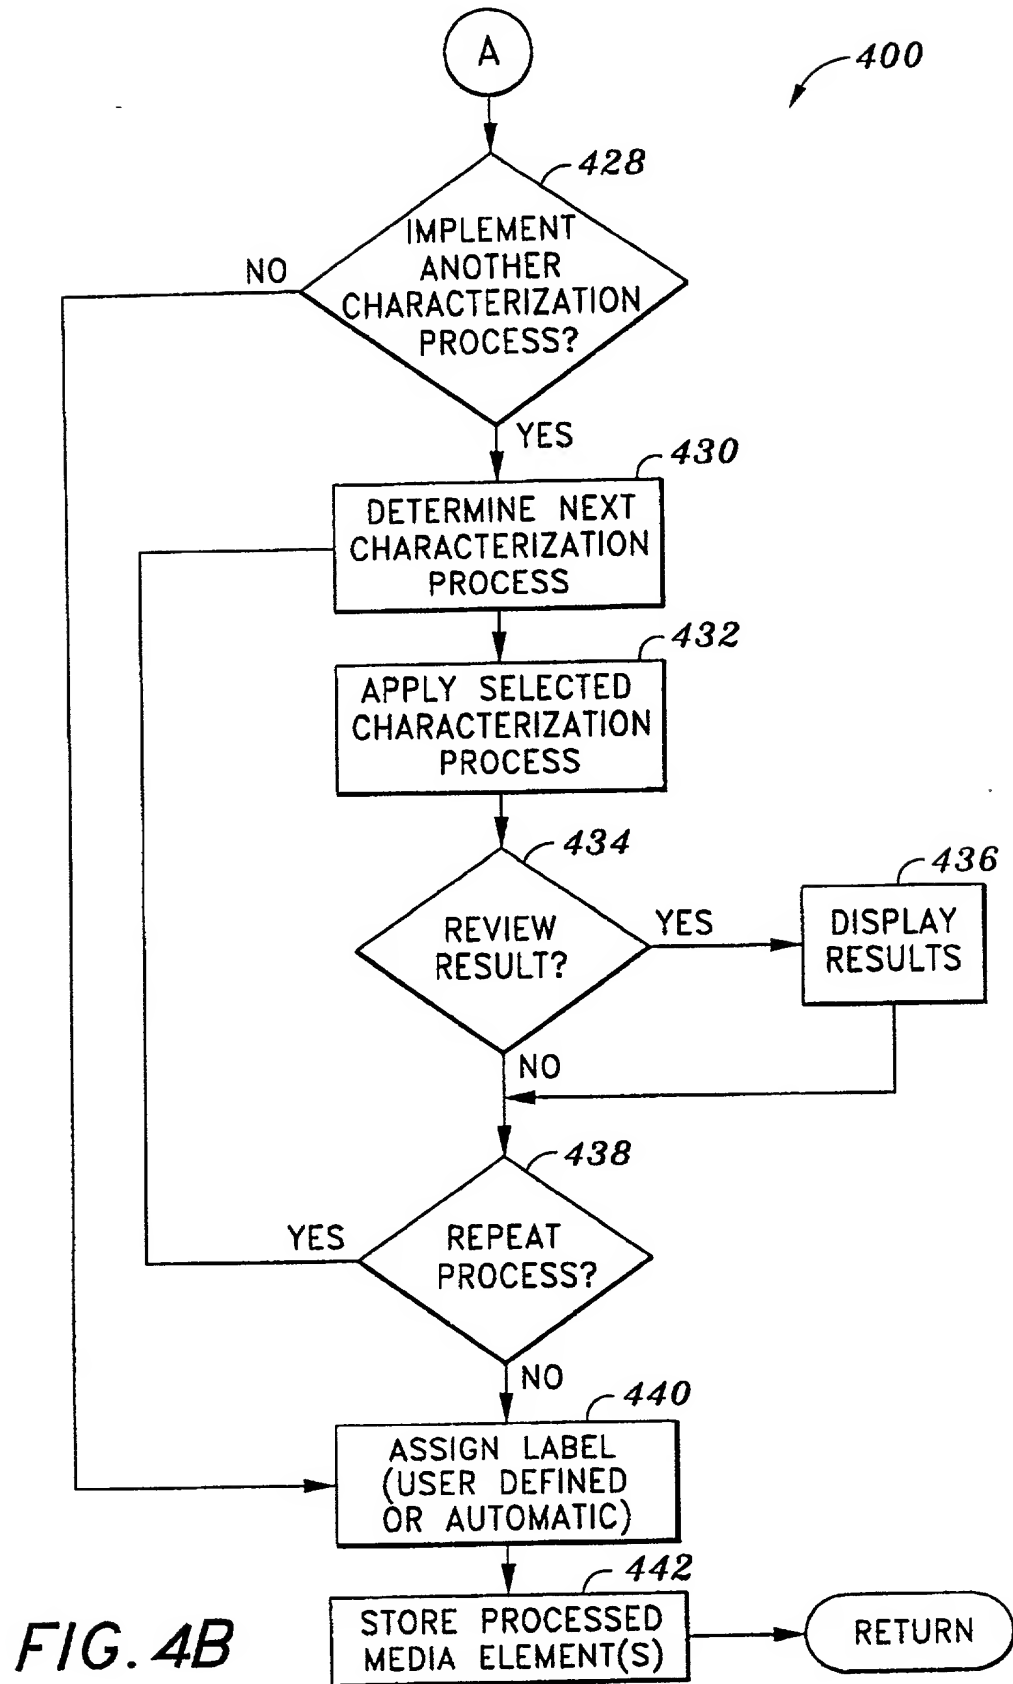 A
400
428
IMPLEMENT
ANOTHER
CHARACTERIZATION
PROCESS?
NO
YES
430
DETERMINE NEXT
CHARACTERIZATION
PROCESS
432
APPLY SELECTED
CHARACTERIZATION
PROCESS
434
REVIEW
RESULT?
YES
436
DISPLAY
RESULTS
NO
438
REPEAT
PROCESS?
YES
NO
440
ASSIGN LABEL
(USER DEFINED
OR AUTOMATIC)
442
STORE PROCESSED
MEDIA ELEMENT(S)
RETURN
FIG. 4B